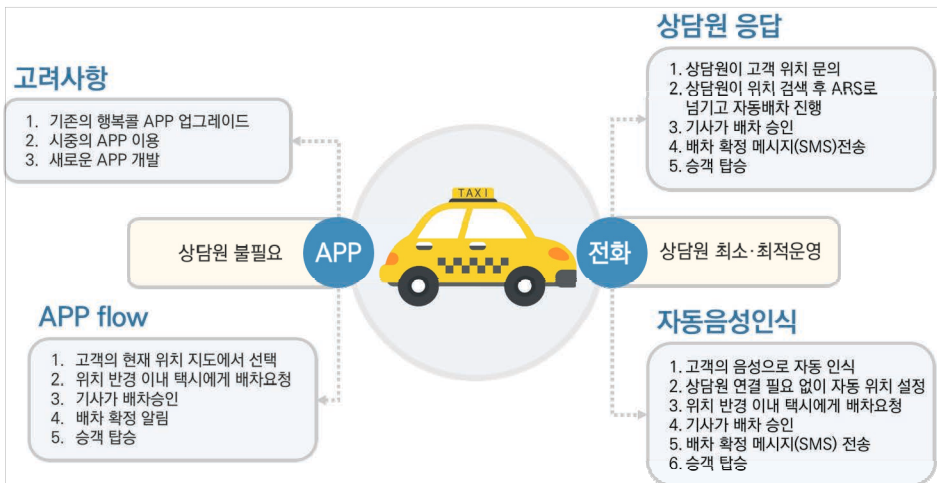 고려사항
1. 기존의 행복콜 APP 업그레이드
2. 시중의 APP 이용
3. 새로운 APP 개발
상담원 불필요
APP
APP flow
1. 고객의 현재 위치 지도에서 선택
2. 위치 반경 이내 택시에게 배차요청
3. 기사가 배차승인
4. 배차 확정 알림
5. 승객 탑승
TAXI
상담원 응답
1. 상담원이 고객 위치 문의
2. 상담원이 위치 검색 후 ARS로
넘기고 자동배차 진행
3. 기사가 배차 승인
4. 배차 확정 메시지(SMS)전송
5. 승객 탑승
전화
상담원 최소·최적운영
자동음성인식
1. 고객의 음성으로 자동 인식
2. 상담원 연결 필요 없이 자동 위치 설정
3. 위치 반경 이내 택시에게 배차요청
4. 기사가 배차 승인
5. 배차 확정 메시지(SMS) 전송
6. 승객 탑승